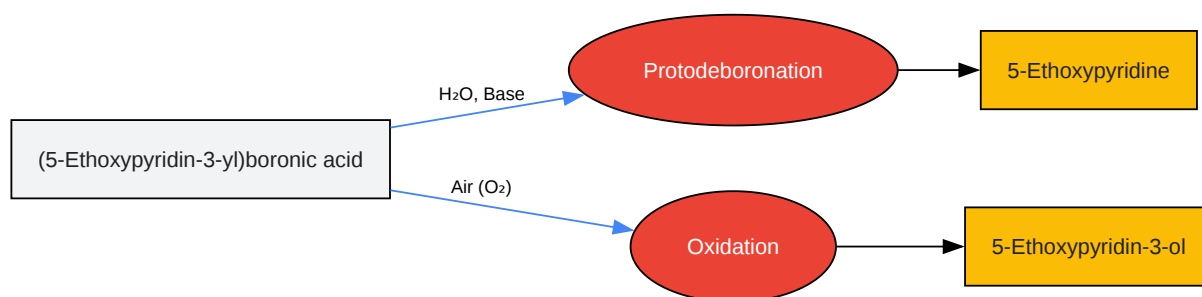 Protodeboronation
5-Ethoxypyridine
H₂O, Base
(5-Ethoxypyridin-3-yl)boronic acid
Air (O₂)
Oxidation
5-Ethoxypyridin-3-ol